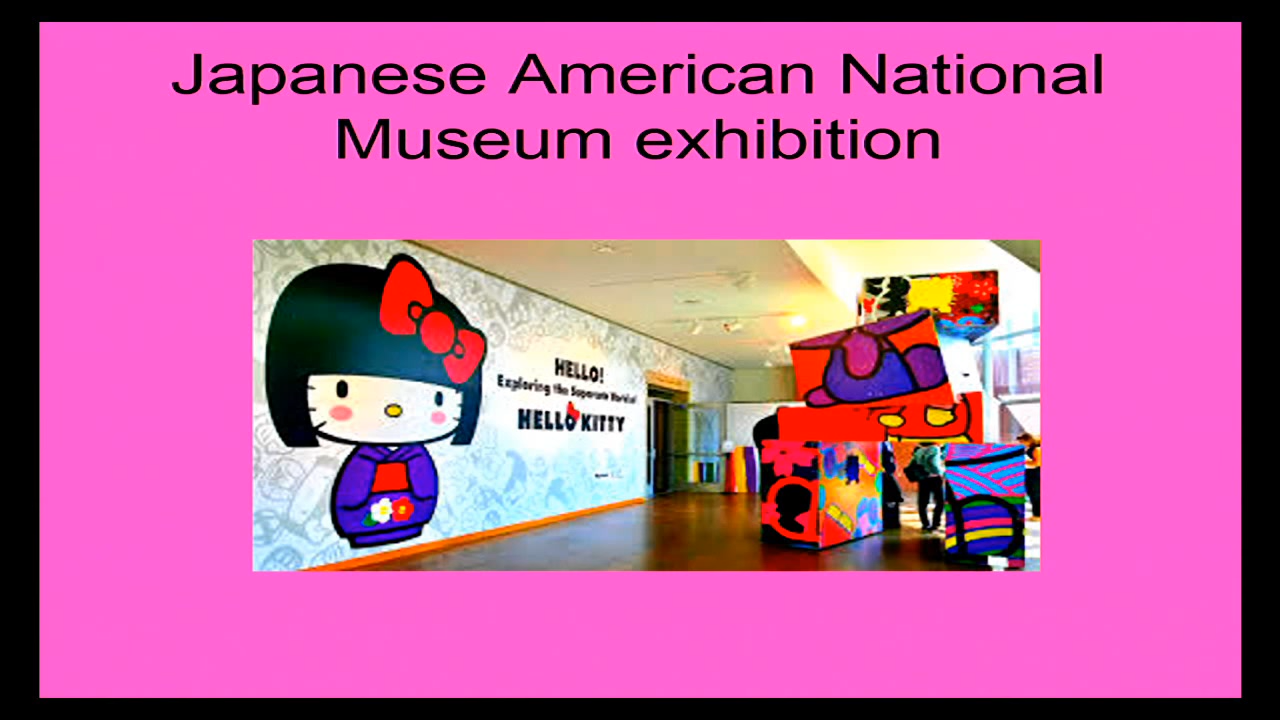 Japanese American National
Museum exhibition
HELLO!
Exploring the Supercute World of
HELLO KITTY